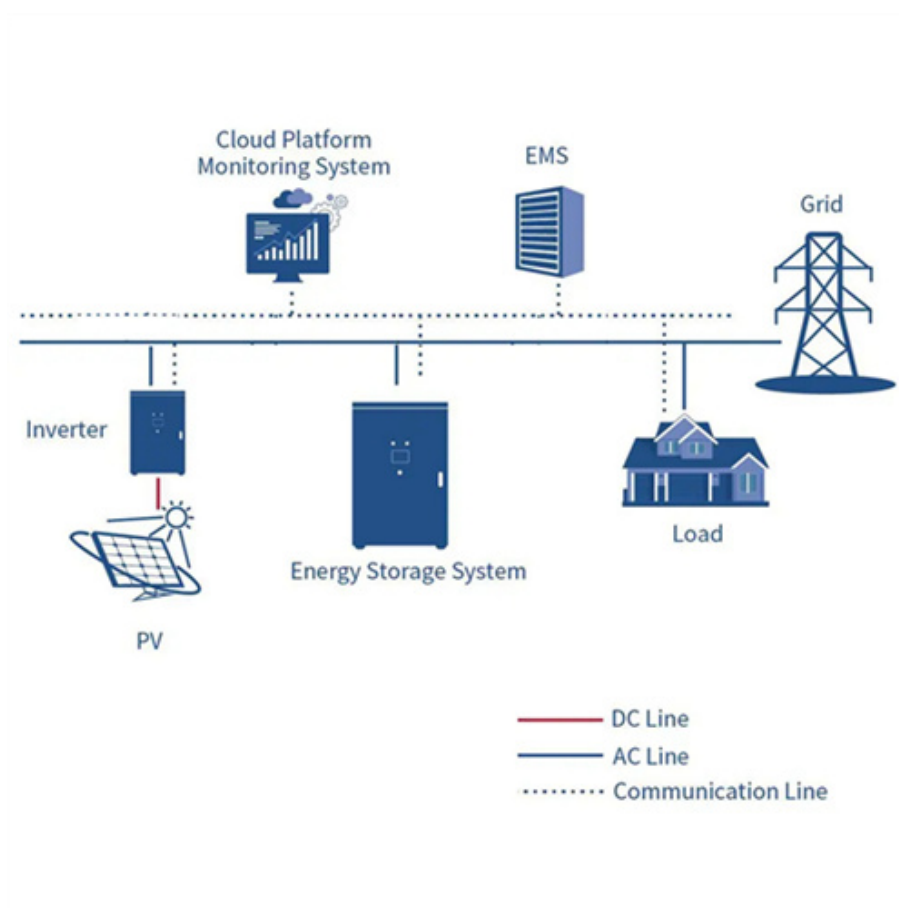 Cloud Platform
Monitoring System
EMS
Grid
Inverter
Load
Energy Storage System
PV
DC Line
AC Line
Communication Line